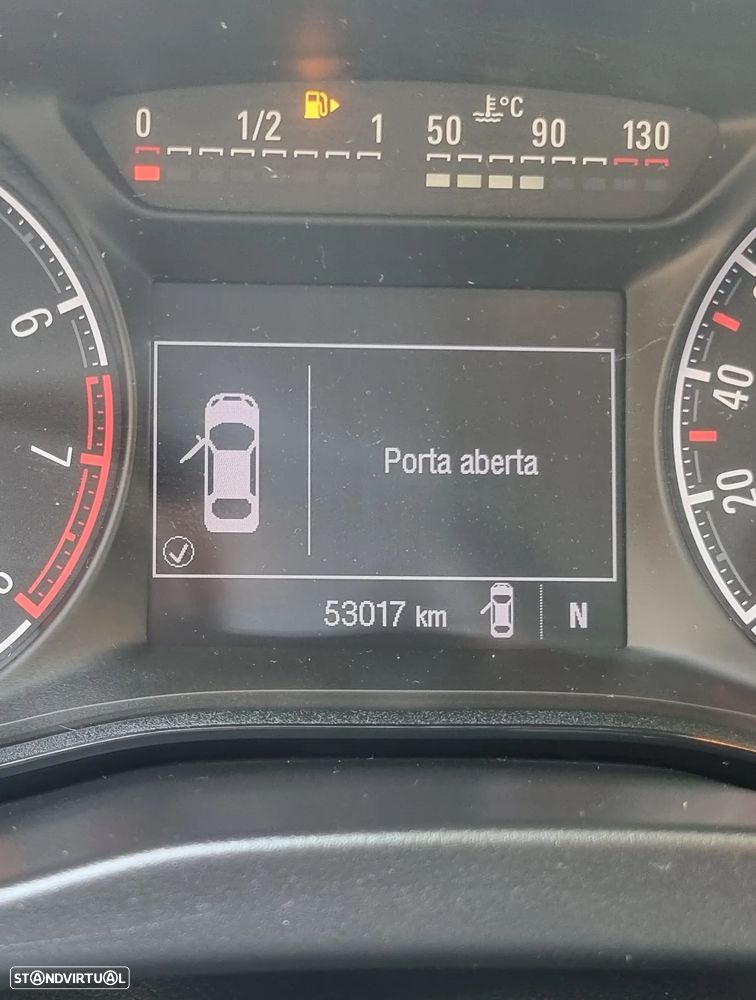 0 1/2 1 50 °C 90 130
6
7
40
20
Porta aberta
53017 km N
STANDVIRTUAL